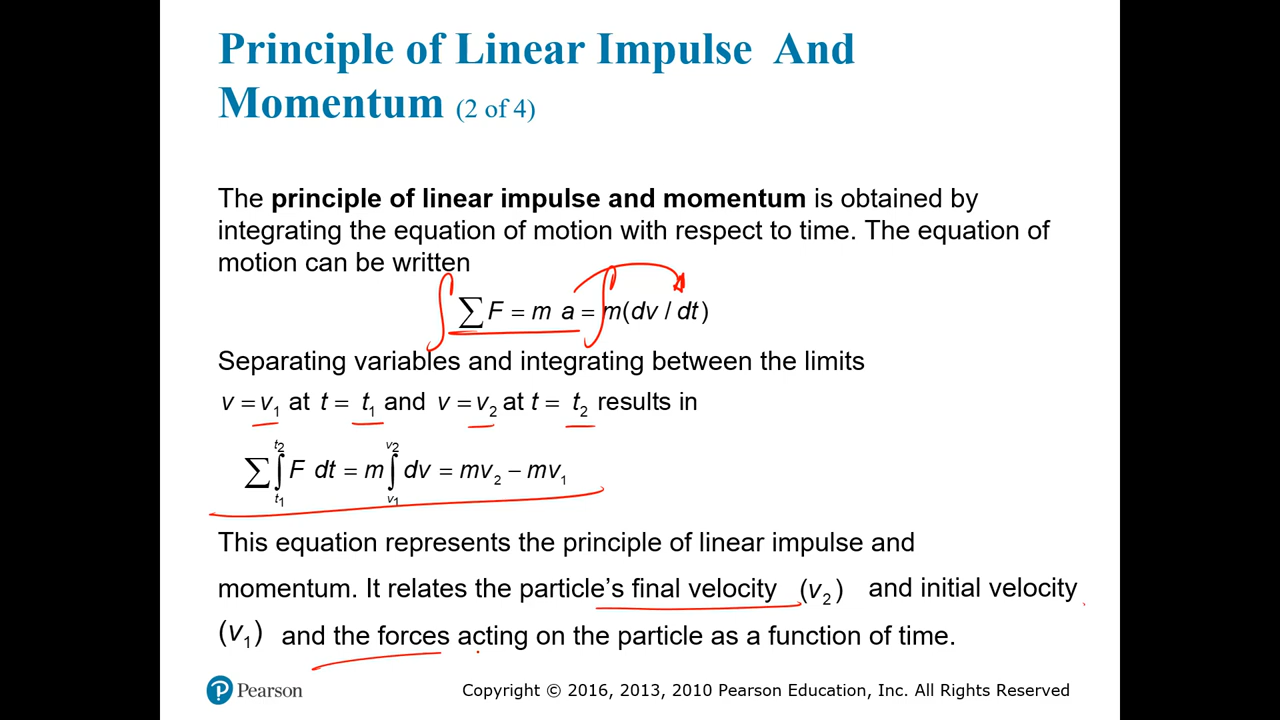 Principle of Linear Impulse And
Momentum (2 of 4)
The principle of linear impulse and momentum is obtained by
integrating the equation of motion with respect to time. The equation of
motion can be written
∫ ∑F = m a = ∫ m(dv / dt)
Separating variables and integrating between the limits
v = v₁ at t = t₁ and v = v₂ at t = t₂ results in
∑ ∫_{t₁}^{t₂} F dt = m ∫_{v₁}^{v₂} dv = mv₂ − mv₁
This equation represents the principle of linear impulse and
momentum. It relates the particle’s final velocity (v₂) and initial velocity
(v₁) and the forces acting on the particle as a function of time.
Pearson Copyright © 2016, 2013, 2010 Pearson Education, Inc. All Rights Reserved